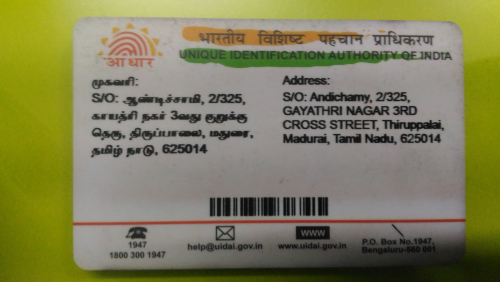 भारतीय विशिष्ट पहचान प्राधिकरण
UNIQUE IDENTIFICATION AUTHORITY OF INDIA
आधार
முகவரி:
S/O: ஆண்டிச்சாமி, 2/325,
காயத்ரி நகர் 3வது குறுக்கு
தெரு, திருப்பாலை, மதுரை,
தமிழ் நாடு, 625014
Address:
S/O: Andichamy, 2/325,
GAYATHRI NAGAR 3RD
CROSS STREET, Thiruppalai,
Madurai, Tamil Nadu, 625014
1947
1800 300 1947
help@uidai.gov.in
WWW
www.uidai.gov.in
P.O. Box No.1947,
Bengaluru-560 001